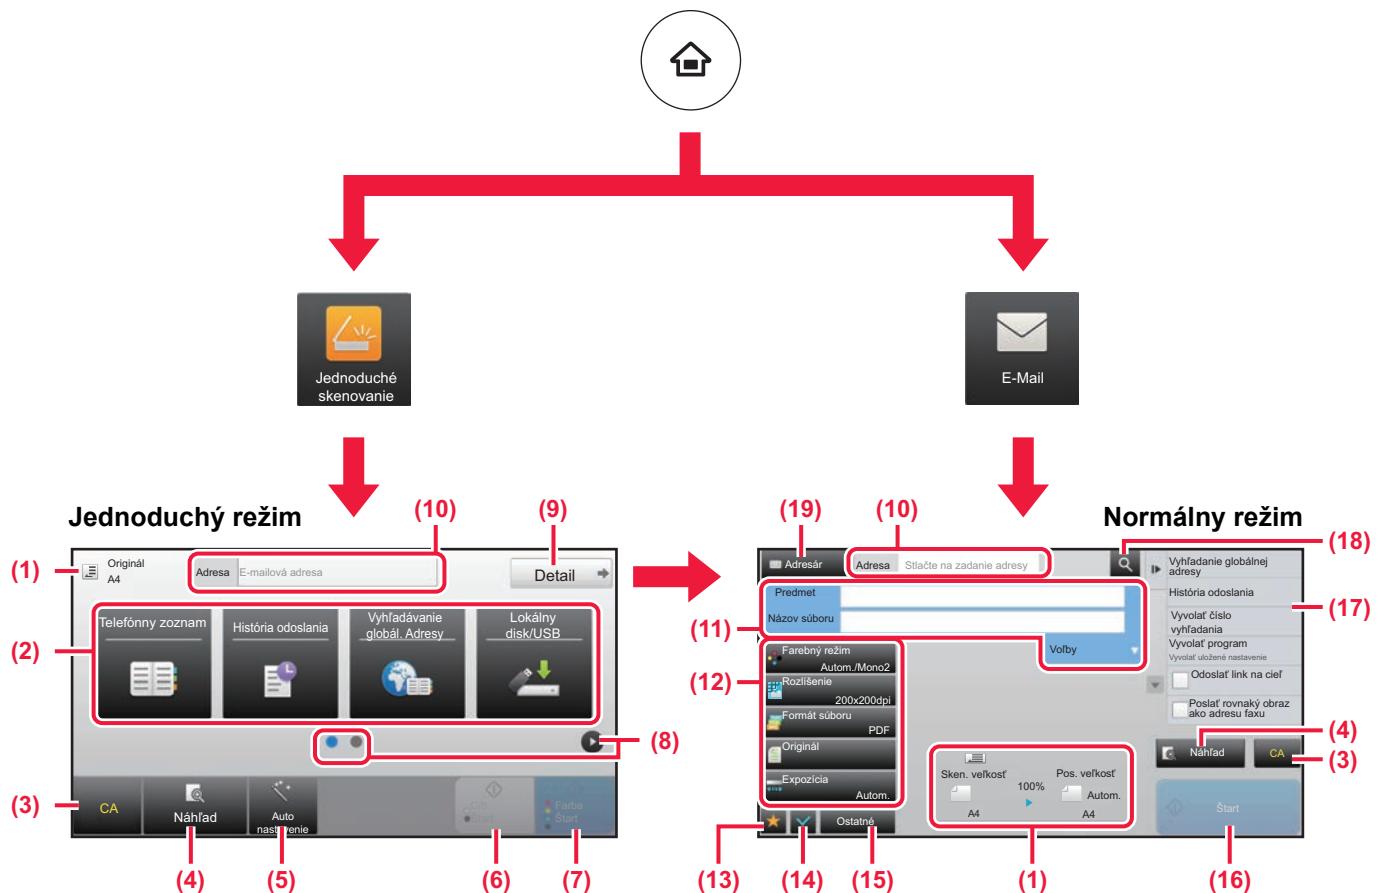 Jednoduché
skenovanie
E-Mail
Jednoduchý režim
(10)
(9)
(19)
(10)
Normálny režim
(18)
(1)
Originál
A4
Adresa
E-mailová adresa
Detail
Adresár
Adresa
Stlačte na zadanie adresy
Vyhľadanie globálnej
adresy
História odoslania
Vyvolať číslo
vyhľadania
Vyvolať program
Vyvolať uložené nastavenie
Odoslať link na cieľ
Poslať rovnaký obraz
ako adresu faxu
(17)
(2)
Telefónny zoznam
História odoslania
Vyhľadávanie
globál. Adresy
Lokálny
disk/USB
(11)
Predmet
Názov súboru
Voľby
(12)
Farebný režim
Autom./Mono2
Rozlíšenie
200x200dpi
Formát súboru
PDF
Originál
Expozícia
Autom.
(8)
Sken. veľkosť
A4
100%
Pos. veľkosť
Autom.
A4
(4)
Náhľad
CA
(3)
(3)
CA
Náhľad
Auto
nastavenie
Štart
Farba
Štart
Ostatné
Štart
(4)
(5)
(6)
(7)
(13)
(14)
(15)
(1)
(16)